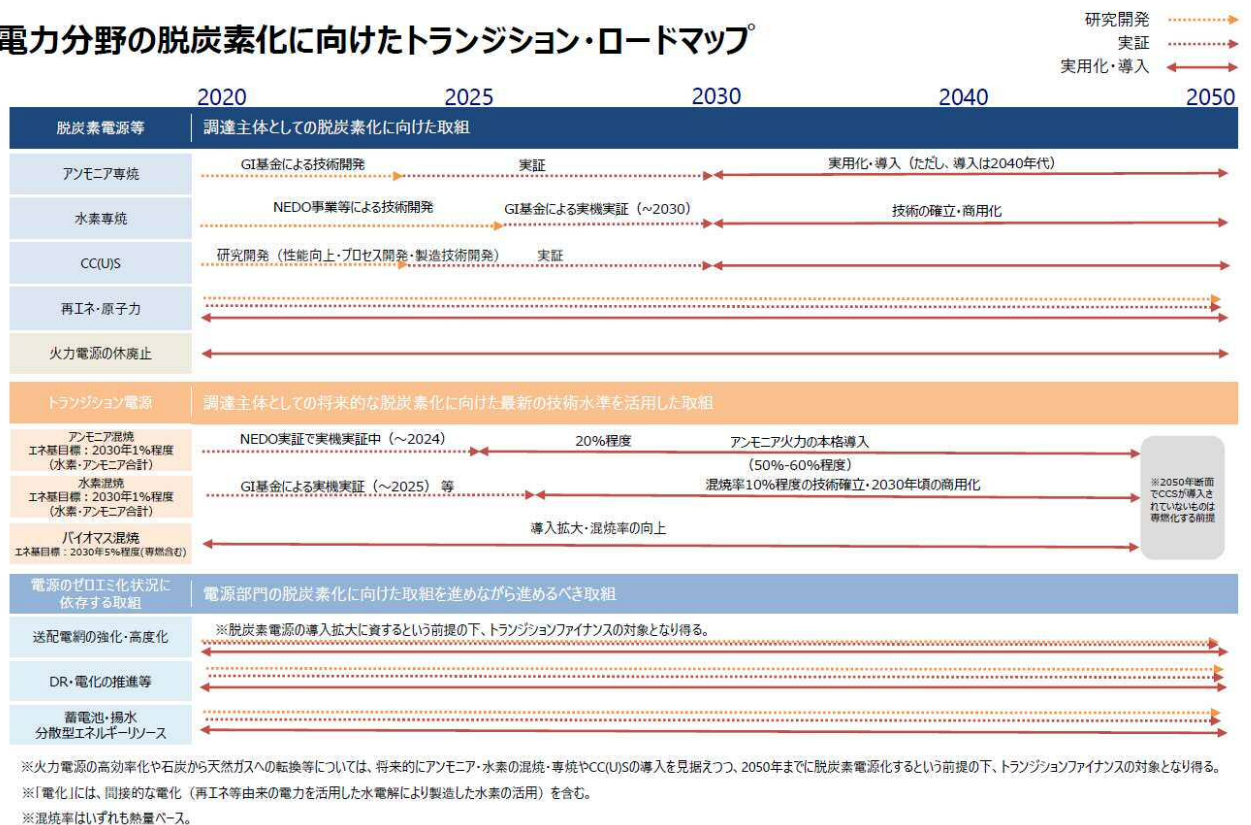 電力分野の脱炭素化に向けたトランジション・ロードマップ
研究開発
実証
実用化・導入
2020 2025 2030 2040 2050
脱炭素電源等 調達主体としての脱炭素化に向けた取組
アンモニア専焼 GI基金による技術開発 実証 実用化・導入（ただし、導入は2040年代）
水素専焼 NEDO事業等による技術開発 GI基金による実機実証（～2030） 技術の確立・商用化
CC(U)S 研究開発（性能向上・プロセス開発・製造技術開発） 実証
再エネ・原子力
火力電源の休廃止
トランジション電源 調達主体としての将来的な脱炭素化に向けた最新の技術水準を活用した取組
アンモニア混焼
エネ基目標：2030年1%程度
（水素・アンモニア合計）
NEDO実証で実機実証中（～2024） 20%程度 アンモニア火力の本格導入
（50%-60%程度）
水素混焼
エネ基目標：2030年1%程度
（水素・アンモニア合計）
GI基金による実機実証（～2025）等 混焼率10%程度の技術確立・2030年頃の商用化
バイオマス混焼
エネ基目標：2030年5%程度(専燃含む)
導入拡大・混焼率の向上
※2050年断面
でCCSが導入さ
れていないものは
専燃化する前提
電源のゼロエミ化状況に
依存する取組
電源部門の脱炭素化に向けた取組を進めながら進めるべき取組
送配電網の強化・高度化 ※脱炭素電源の導入拡大に資するという前提の下、トランジションファイナンスの対象となり得る。
DR・電化の推進等
蓄電池・揚水
分散型エネルギーリソース
※火力電源の高効率化や石炭から天然ガスへの転換等については、将来的にアンモニア・水素の混焼・専焼やCC(U)Sの導入を見据えつつ、2050年までに脱炭素電源化するという前提の下、トランジションファイナンスの対象となり得る。
※「電化」には、間接的な電化（再エネ等由来の電力を活用した水電解により製造した水素の活用）を含む。
※混焼率はいずれも熱量ベース。